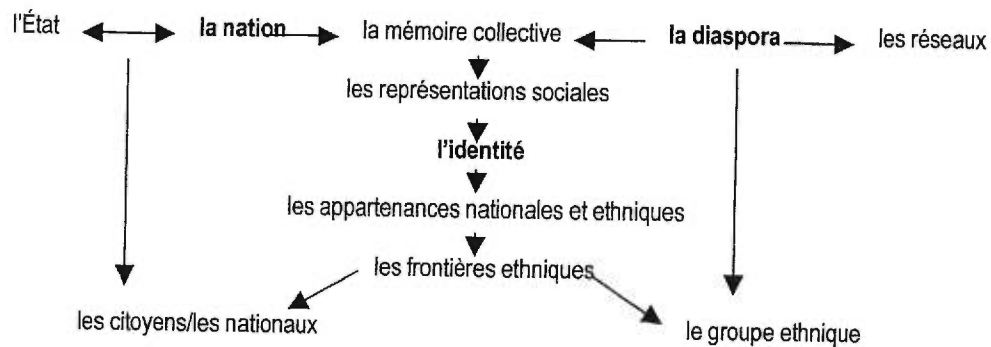 l'État la nation la mémoire collective la diaspora les réseaux
les représentations sociales
l'identité
les appartenances nationales et ethniques
les frontières ethniques
les citoyens/les nationaux le groupe ethnique